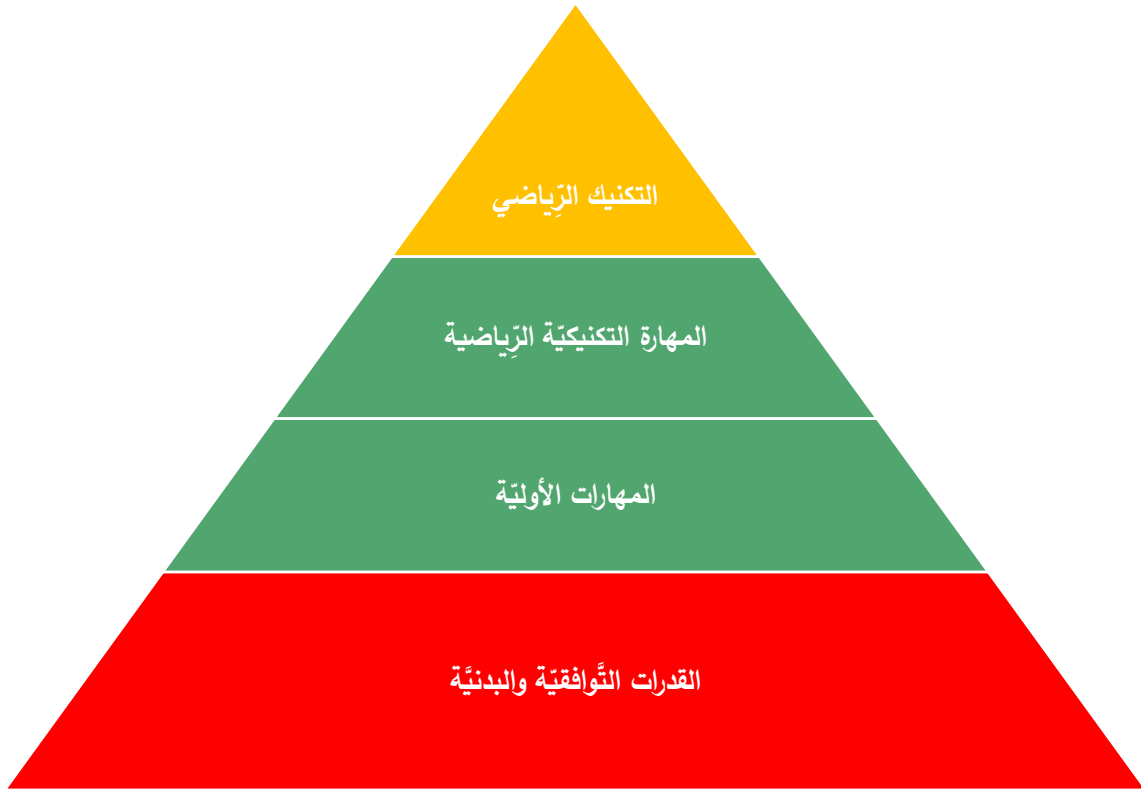 التكنيك الرِّياضي
المهارة التكنيكيّة الرِّياضية
المهارات الأوليّة
القدرات التَّوافقيّة والبدنيَّة